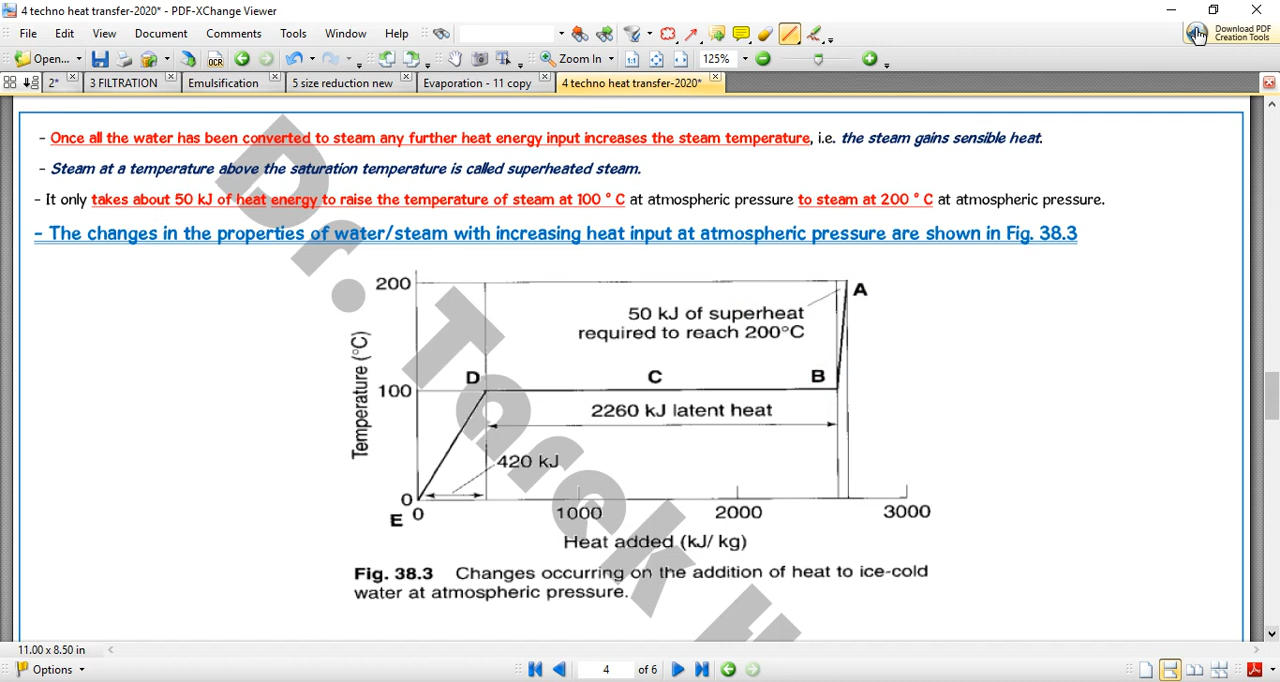 4 techno heat transfer-2020* - PDF-XChange Viewer
File Edit View Document Comments Tools Window Help
Download PDF
Creation Tools
Open... OCR Zoom In 125%
2* 3 FILTRATION Emulsification 5 size reduction new Evaporation - 11 copy 4 techno heat transfer-2020*
- Once all the water has been converted to steam any further heat energy input increases the steam temperature, i.e. the steam gains sensible heat.
- Steam at a temperature above the saturation temperature is called superheated steam.
- It only takes about 50 kJ of heat energy to raise the temperature of steam at 100 ° C at atmospheric pressure to steam at 200 ° C at atmospheric pressure.
- The changes in the properties of water/steam with increasing heat input at atmospheric pressure are shown in Fig. 38.3
200
A
50 kJ of superheat
required to reach 200°C
Temperature (°C)
D C B
100
2260 kJ latent heat
420 kJ
0
E 0 1000 2000 3000
Heat added (kJ/ kg)
Fig. 38.3 Changes occurring on the addition of heat to ice-cold
water at atmospheric pressure.
Dr. Tarek H
11.00 x 8.50 in
Options 4 of 6